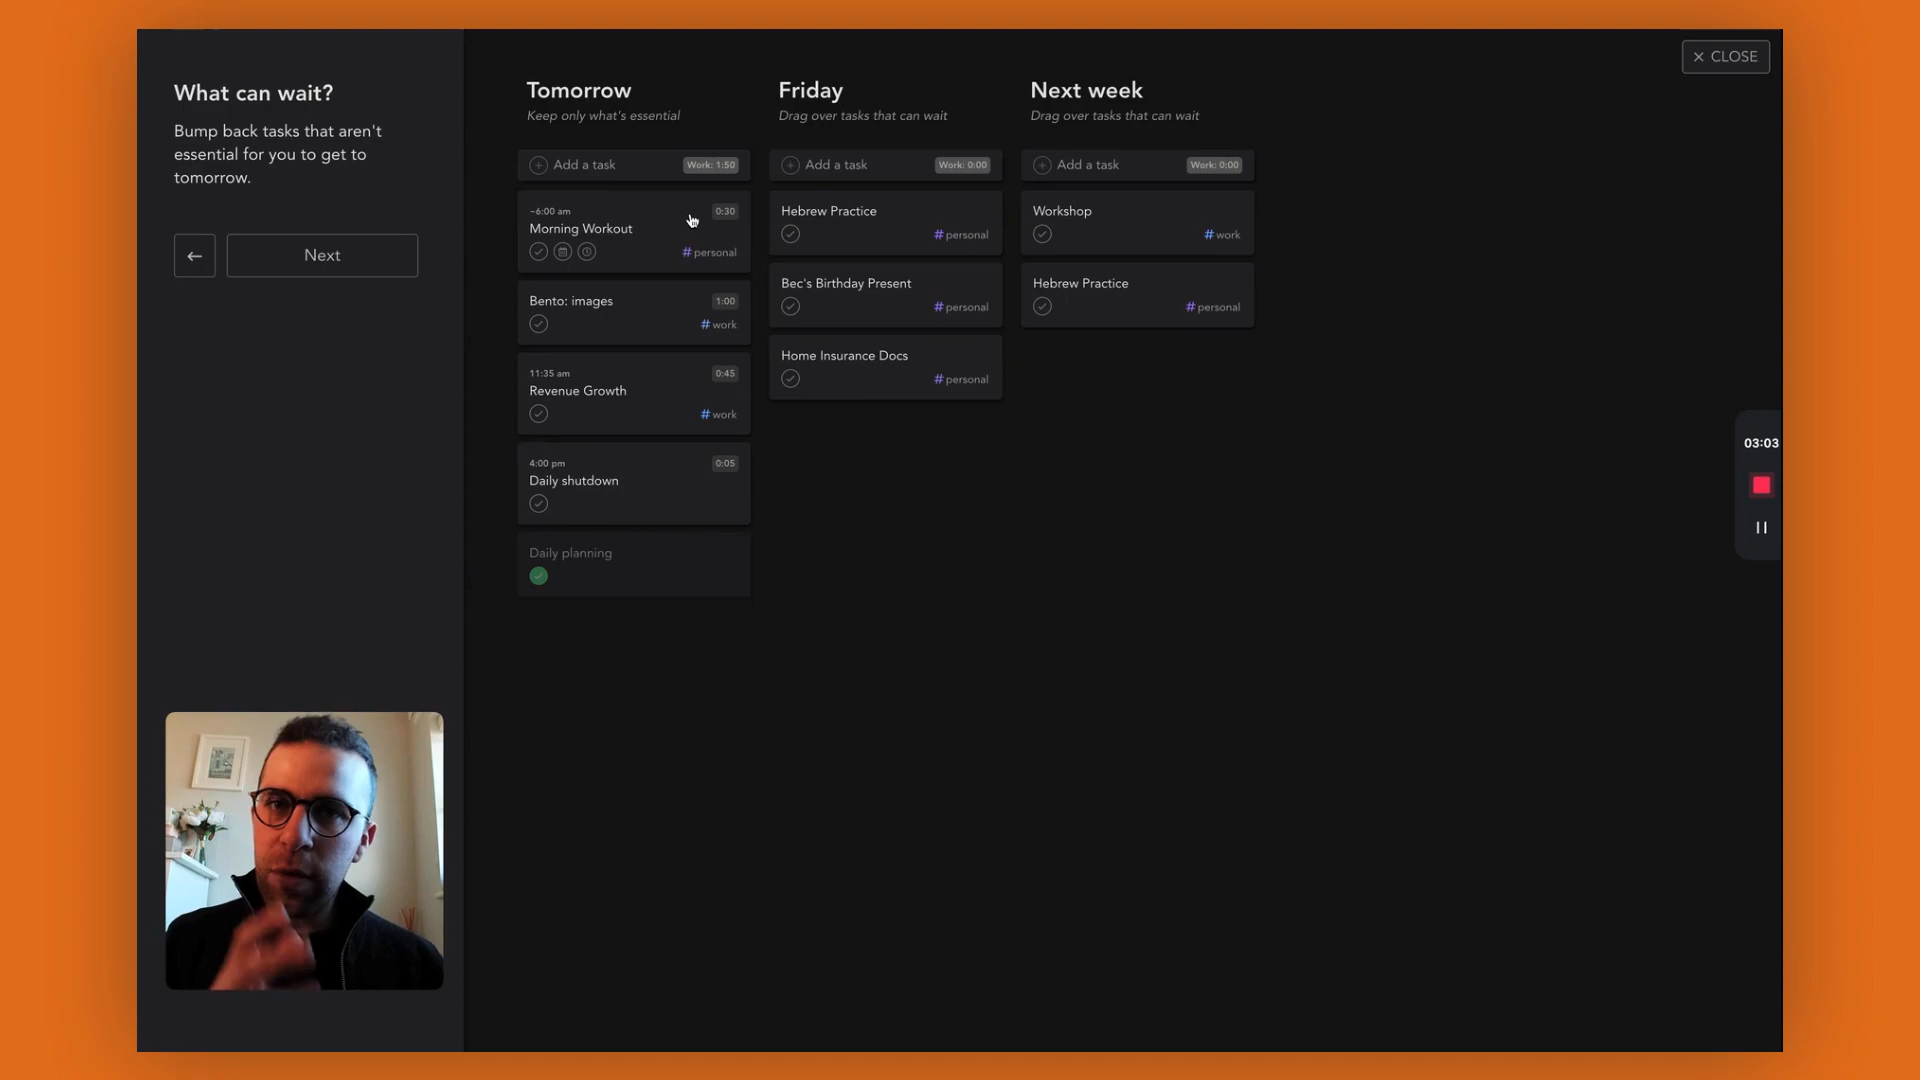 What can wait?
Bump back tasks that aren't
essential for you to get to
tomorrow.
Next
CLOSE
Tomorrow
Keep only what's essential
Add a task
Work: 1:50
~6:00 am
0:30
Morning Workout
#personal
Bento: images
1:00
#work
11:35 am
0:45
Revenue Growth
#work
4:00 pm
0:05
Daily shutdown
Daily planning
Friday
Drag over tasks that can wait
Add a task
Work: 0:00
Hebrew Practice
#personal
Bec's Birthday Present
#personal
Home Insurance Docs
#personal
Next week
Drag over tasks that can wait
Add a task
Work: 0:00
Workshop
#work
Hebrew Practice
#personal
03:03